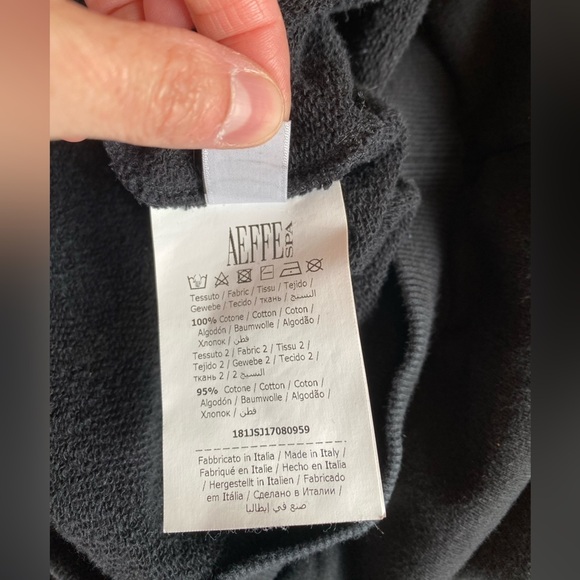 AEFFE SPA
Tessuto / Fabric / Tissu / Tejido /
Gewebe / Tecido / ткань / النسيج
100% Cotone / Cotton / Coton /
Algodón / Baumwolle / Algodão /
Хлопок / قطن
Tessuto 2 / Fabric 2 / Tissu 2 /
Tejido 2 / Gewebe 2 / Tecido 2 /
ткань 2 / 2 النسيج
95% Cotone / Cotton / Coton /
Algodón / Baumwolle / Algodão /
Хлопок / قطن
181JSJ17080959
Fabbricato in Italia / Made in Italy /
Fabriqué en Italie / Hecho en Italia
/ Hergestellt in Italien / Fabricado
em Itália / Сделано в Италии /
صنع في إيطاليا